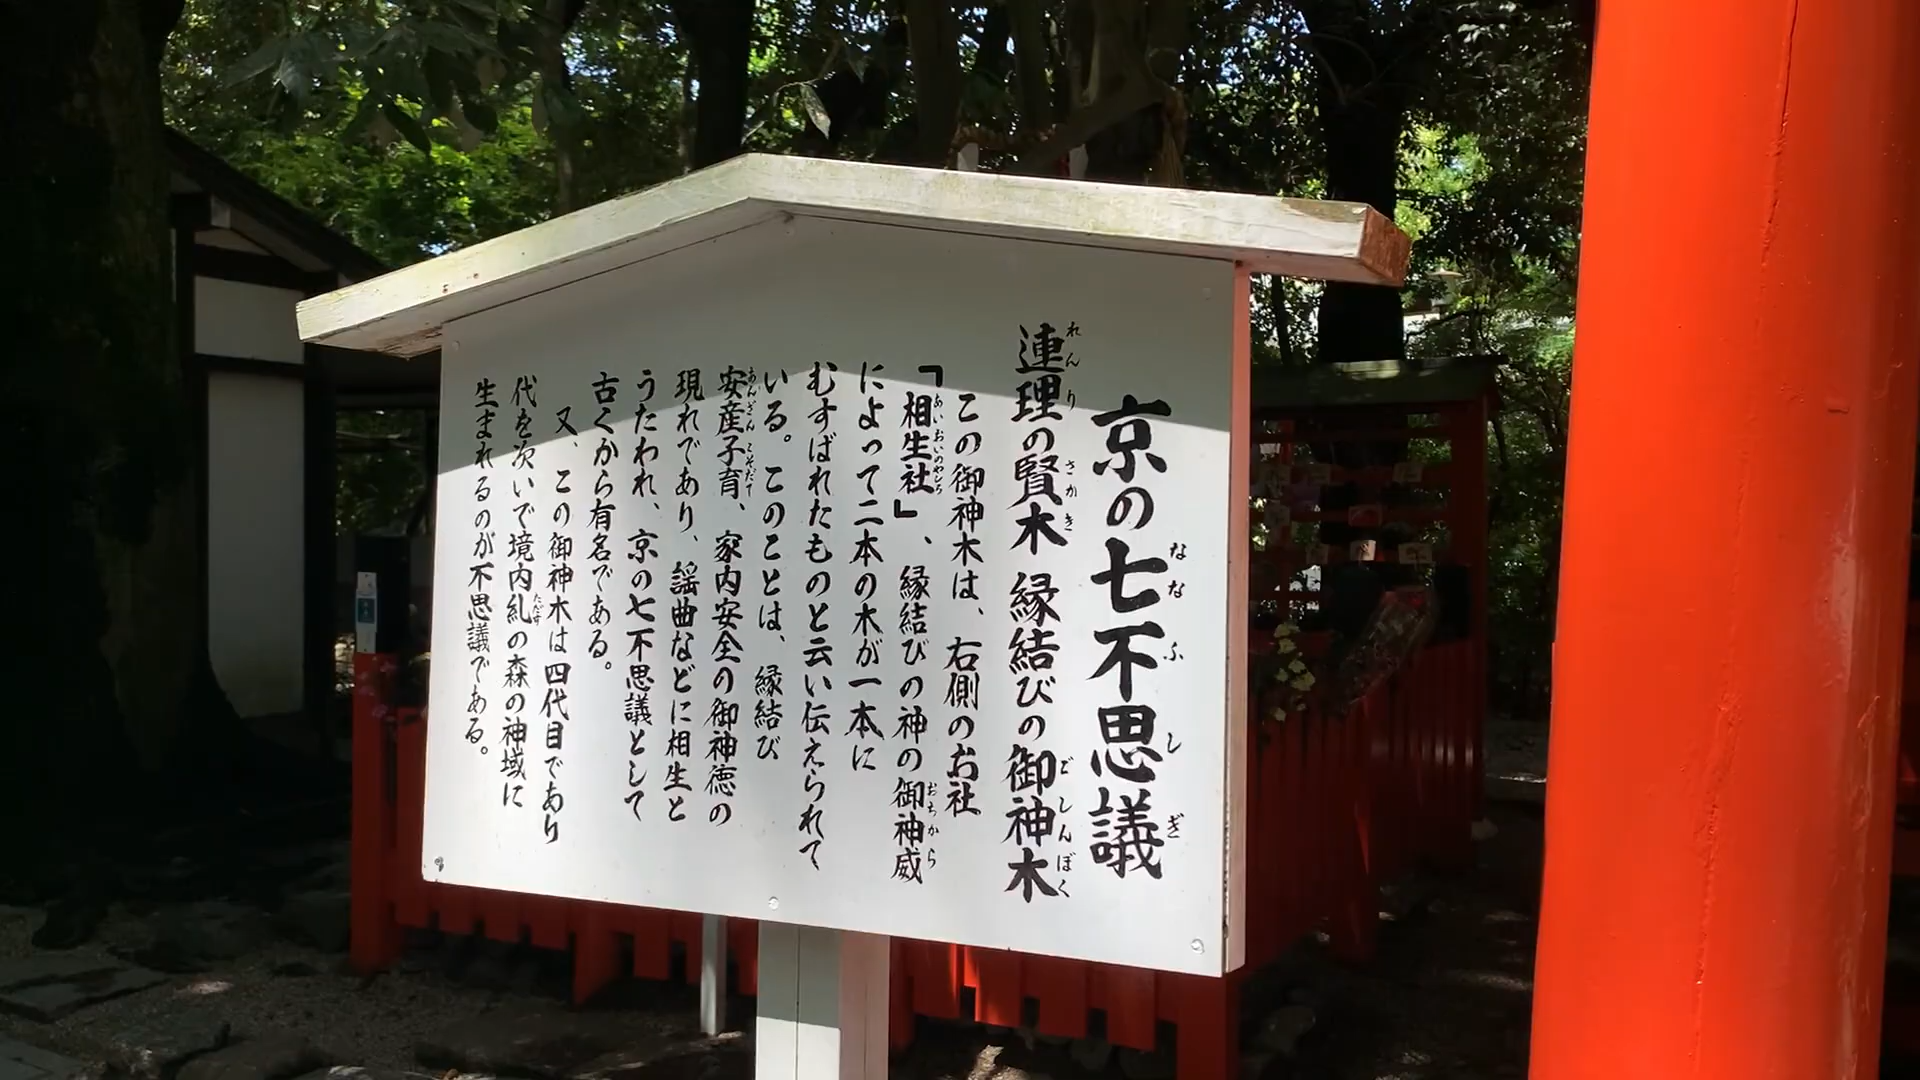 京の七不思議
連理の賢木 縁結びの御神木
この御神木は、右側のお社
「相生社」、縁結びの神の御神威
によって二本の木が一本に
むすばれたものと云い伝えられて
いる。このことは、縁結び
安産子育、家内安全の御神徳の
現れであり、謡曲などに相生と
うたわれ、京の七不思議として
古くから有名である。
又、この御神木は四代目であり
代を次いで境内糺の森の神域に
生まれるのが不思議である。